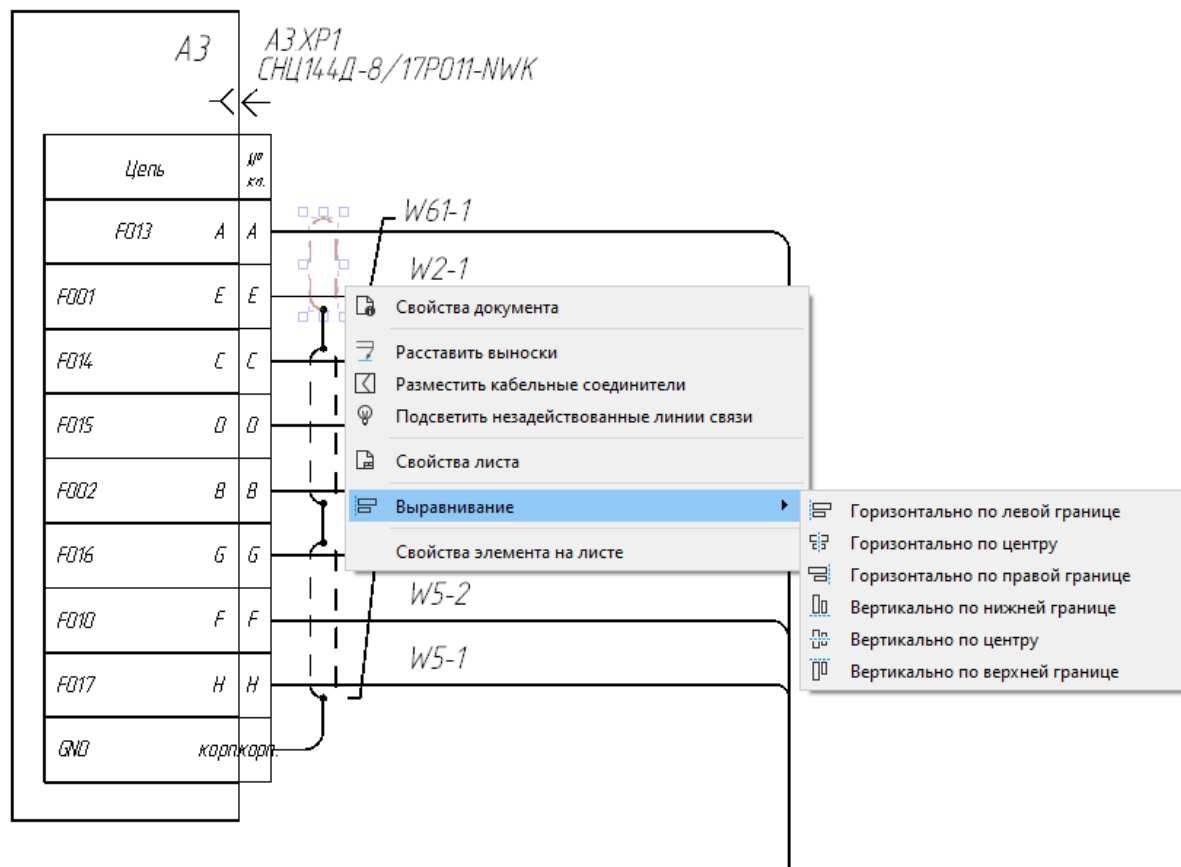 А3
А3.XP1
СНЦ144Д-8/17Р011-NWK
Цепь
№
кл.
F013 A A
W61-1
F001 E E
W2-1
F014 C C
F015 D D
F002 B B
F016 G G
F010 F F
W5-2
F017 H H
W5-1
GND корп корп.
Свойства документа
Расставить выноски
Разместить кабельные соединители
Подсветить незадействованные линии связи
Свойства листа
Выравнивание
Свойства элемента на листе
Горизонтально по левой границе
Горизонтально по центру
Горизонтально по правой границе
Вертикально по нижней границе
Вертикально по центру
Вертикально по верхней границе